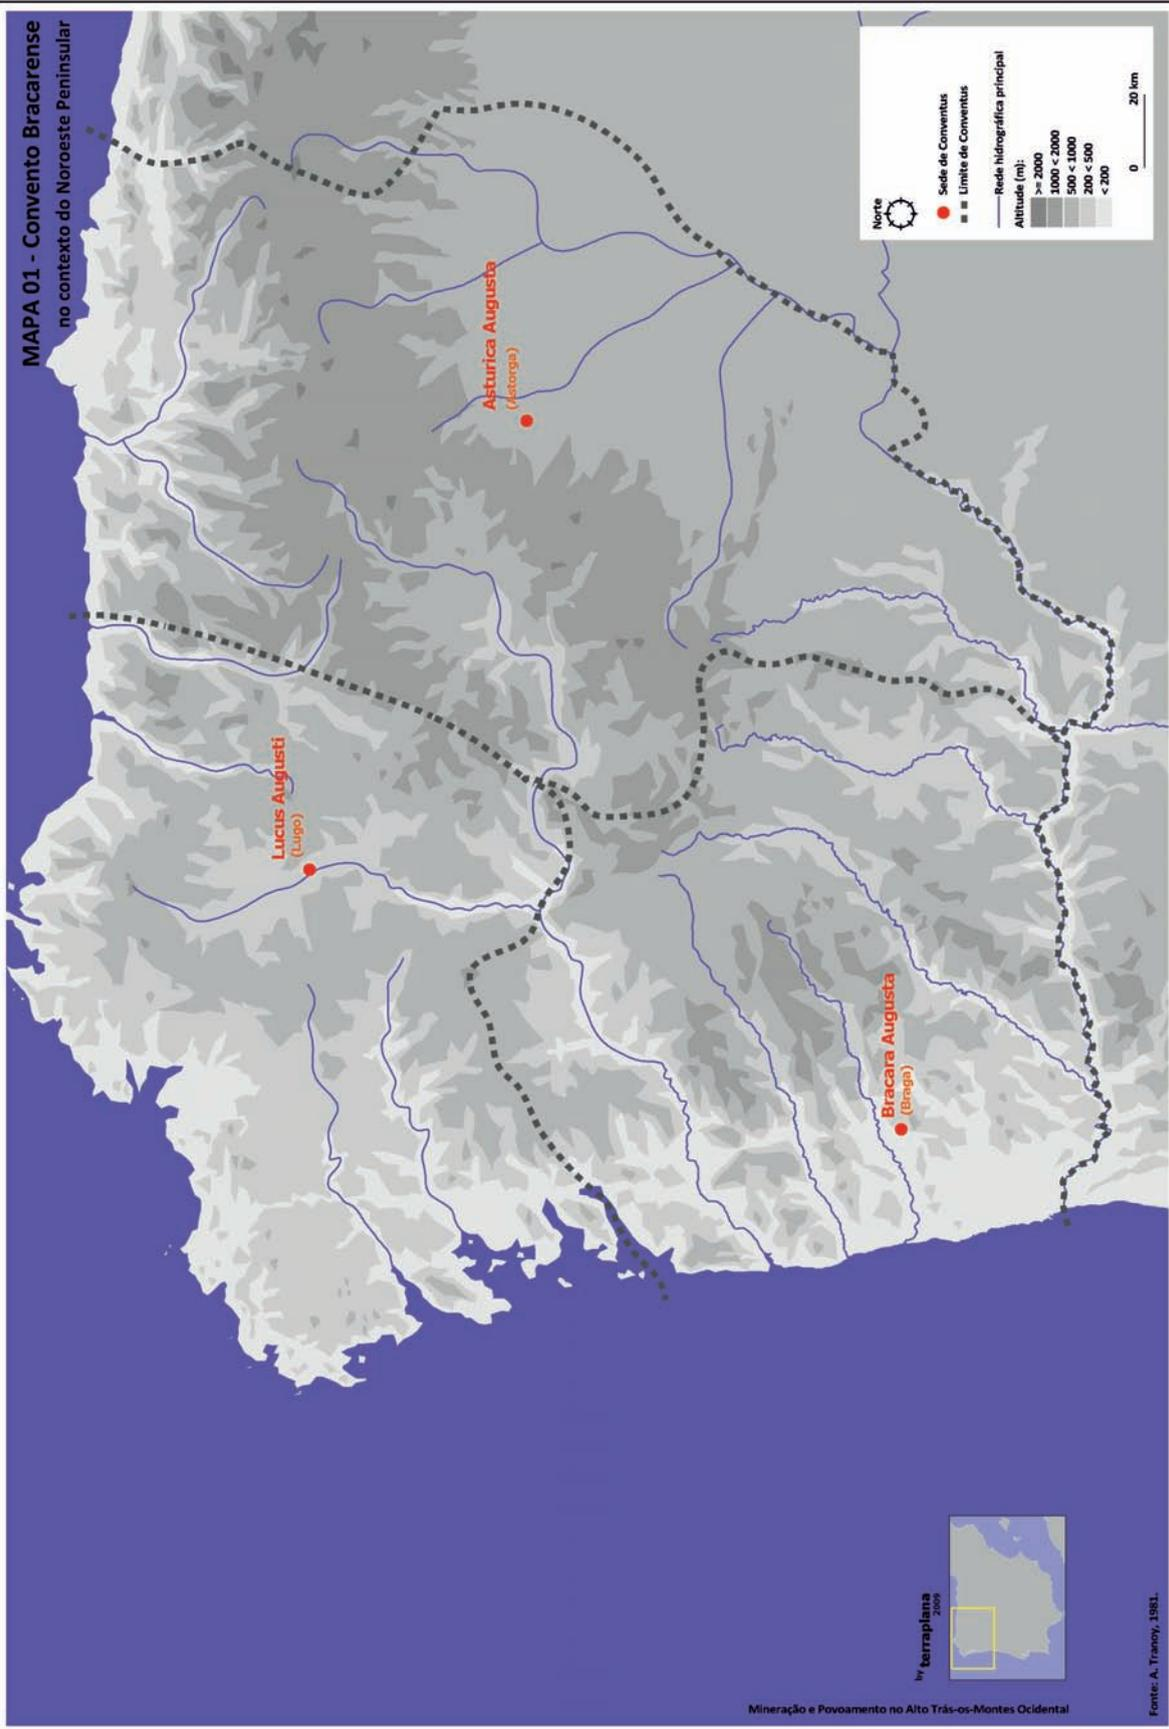 MAPA 01 - Convento Bracarense
no contexto do Noroeste Peninsular
Lucus Augusti
(Lugo)
Asturica Augusta
(Astorga)
Bracara Augusta
(Braga)
Norte
Sede de Conventus
Limite de Conventus
Rede hidrográfica principal
Altitude (m):
>= 2000
1000 < 2000
500 < 1000
200 < 500
< 200
0 20 km
by terraplana
2009
Mineração e Povoamento no Alto Trás-os-Montes Ocidental
Fonte: A. Tranoy, 1981.